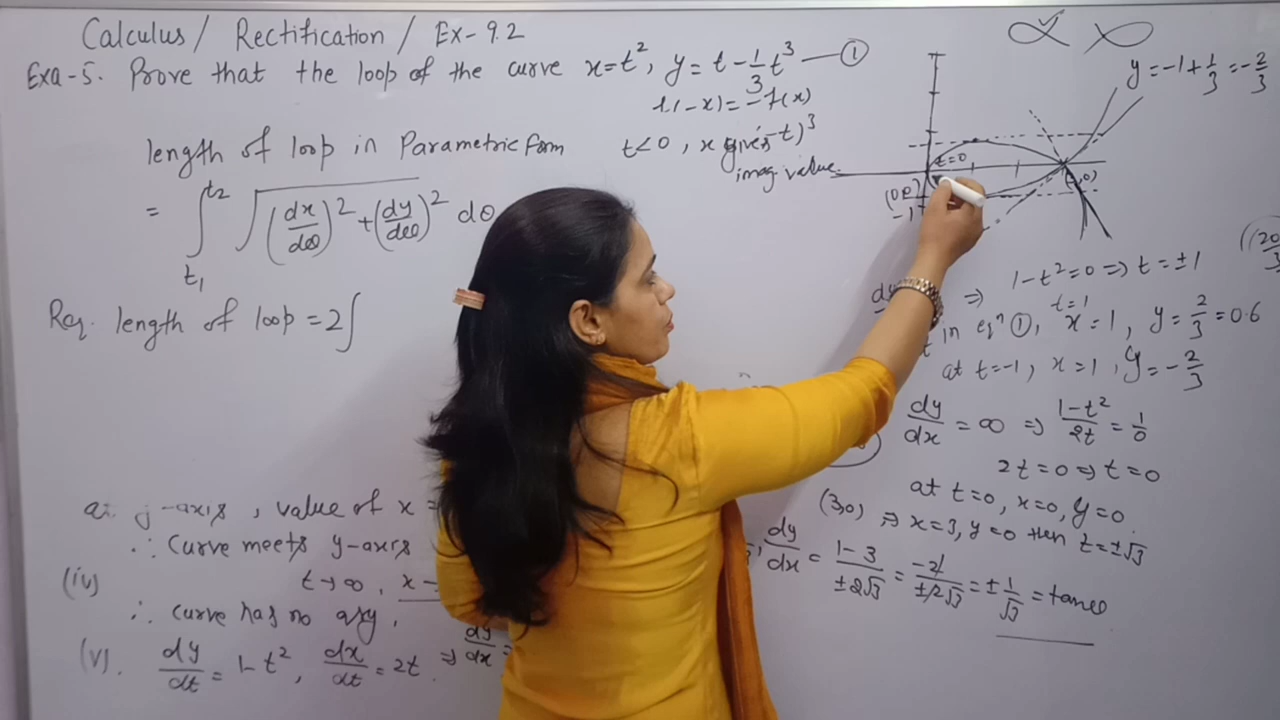 Calculus / Rectification / Ex- 9.2
Exa-5. Prove that the loop of the curve x=t², y= t - 1/3 t³ —①
y = -1 + 1/3 = -2/3
f(-x) = -f(x)
length of loop in Parametric form
t<0, x gives
-t)³
imag value.
t=0
-1
= ∫_{t₁}^{t₂} √((dx/dθ)² + (dy/dθ)²) dθ
Req. length of loop = 2∫
⇒ 1-t²=0 ⇒ t = ±1
t=1
in eqⁿ ①, x = 1, y = 2/3 = 0.6
at t=-1, x=1, y = -2/3
dy/dx = ∞ ⇒ (1-t²)/2t = 1/0
2t=0 ⇒ t=0
at t=0, x=0, y=0.
(3,0) ⇒ x=3, y=0 then t=±√3
dy/dx = (1-3)/(±2√3) = -2/(±2√3) = ±1/√3 = tanθ
y-axis, value of x =
∴ Curve meets y-axis
(iv) t→∞, x→
∴ curve has no asy.
(v). dy/dt = 1-t², dx/dt = 2t ⇒ dy/dx =